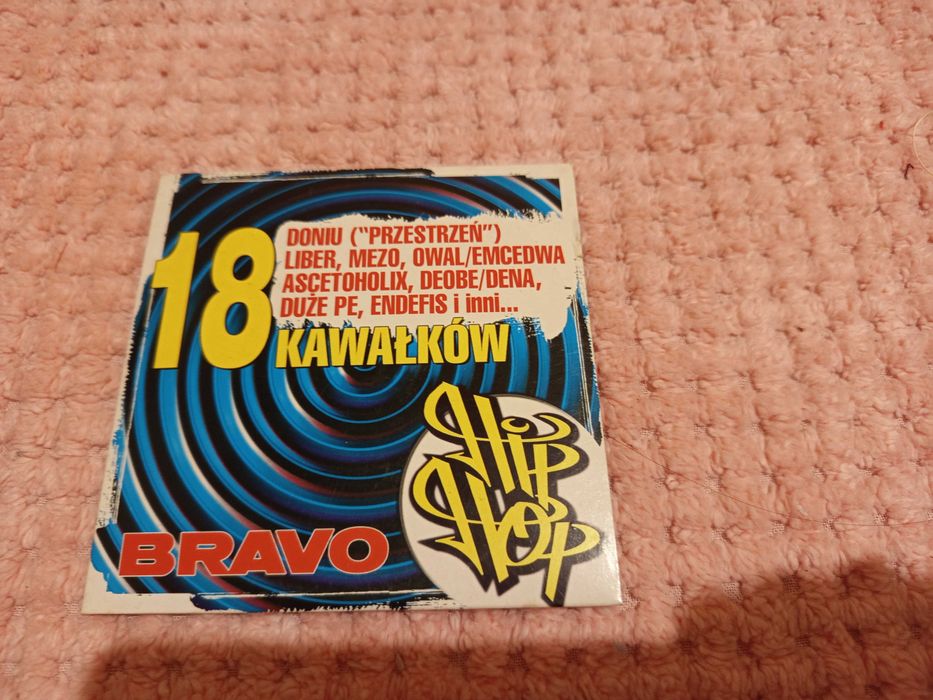 18
DONIU ("PRZESTRZEŃ")
LIBER, MEZO, OWAL/EMCEDWA
ASCETOHOLIX, DEOBE/DENA,
DUŻE PE, ENDEFIS i inni...
KAWAŁKÓW
HIP
HOP
BRAVO